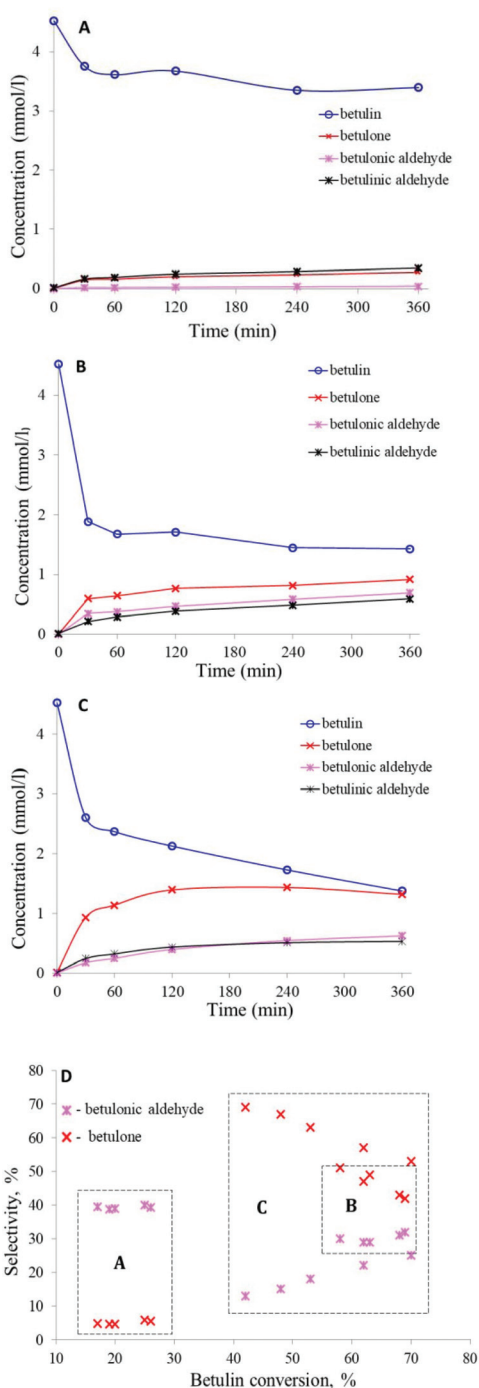 A
Concentration (mmol/l)
4
3
2
1
0
betulin
betulone
betulonic aldehyde
betulinic aldehyde
0 60 120 180 240 300 360
Time (min)
B
Concentration (mmol/l)
4
3
2
1
0
betulin
betulone
betulonic aldehyde
betulinic aldehyde
0 60 120 180 240 300 360
Time (min)
C
Concentration (mmol/l)
4
3
2
1
0
betulin
betulone
betulonic aldehyde
betulinic aldehyde
0 60 120 180 240 300 360
Time (min)
D
Selectivity, %
80
70
60
50
40
30
20
10
0
- betulonic aldehyde
- betulone
A
C
B
10 20 30 40 50 60 70 80
Betulin conversion, %